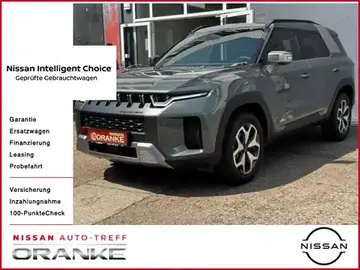 Nissan Intelligent Choice
Geprüfte Gebrauchtwagen
Garantie
Ersatzwagen
Finanzierung
Leasing
Probefahrt
Versicherung
Inzahlungnahme
100-PunkteCheck
ORANKE
NISSAN AUTO-TREFF
ORANKE
NISSAN